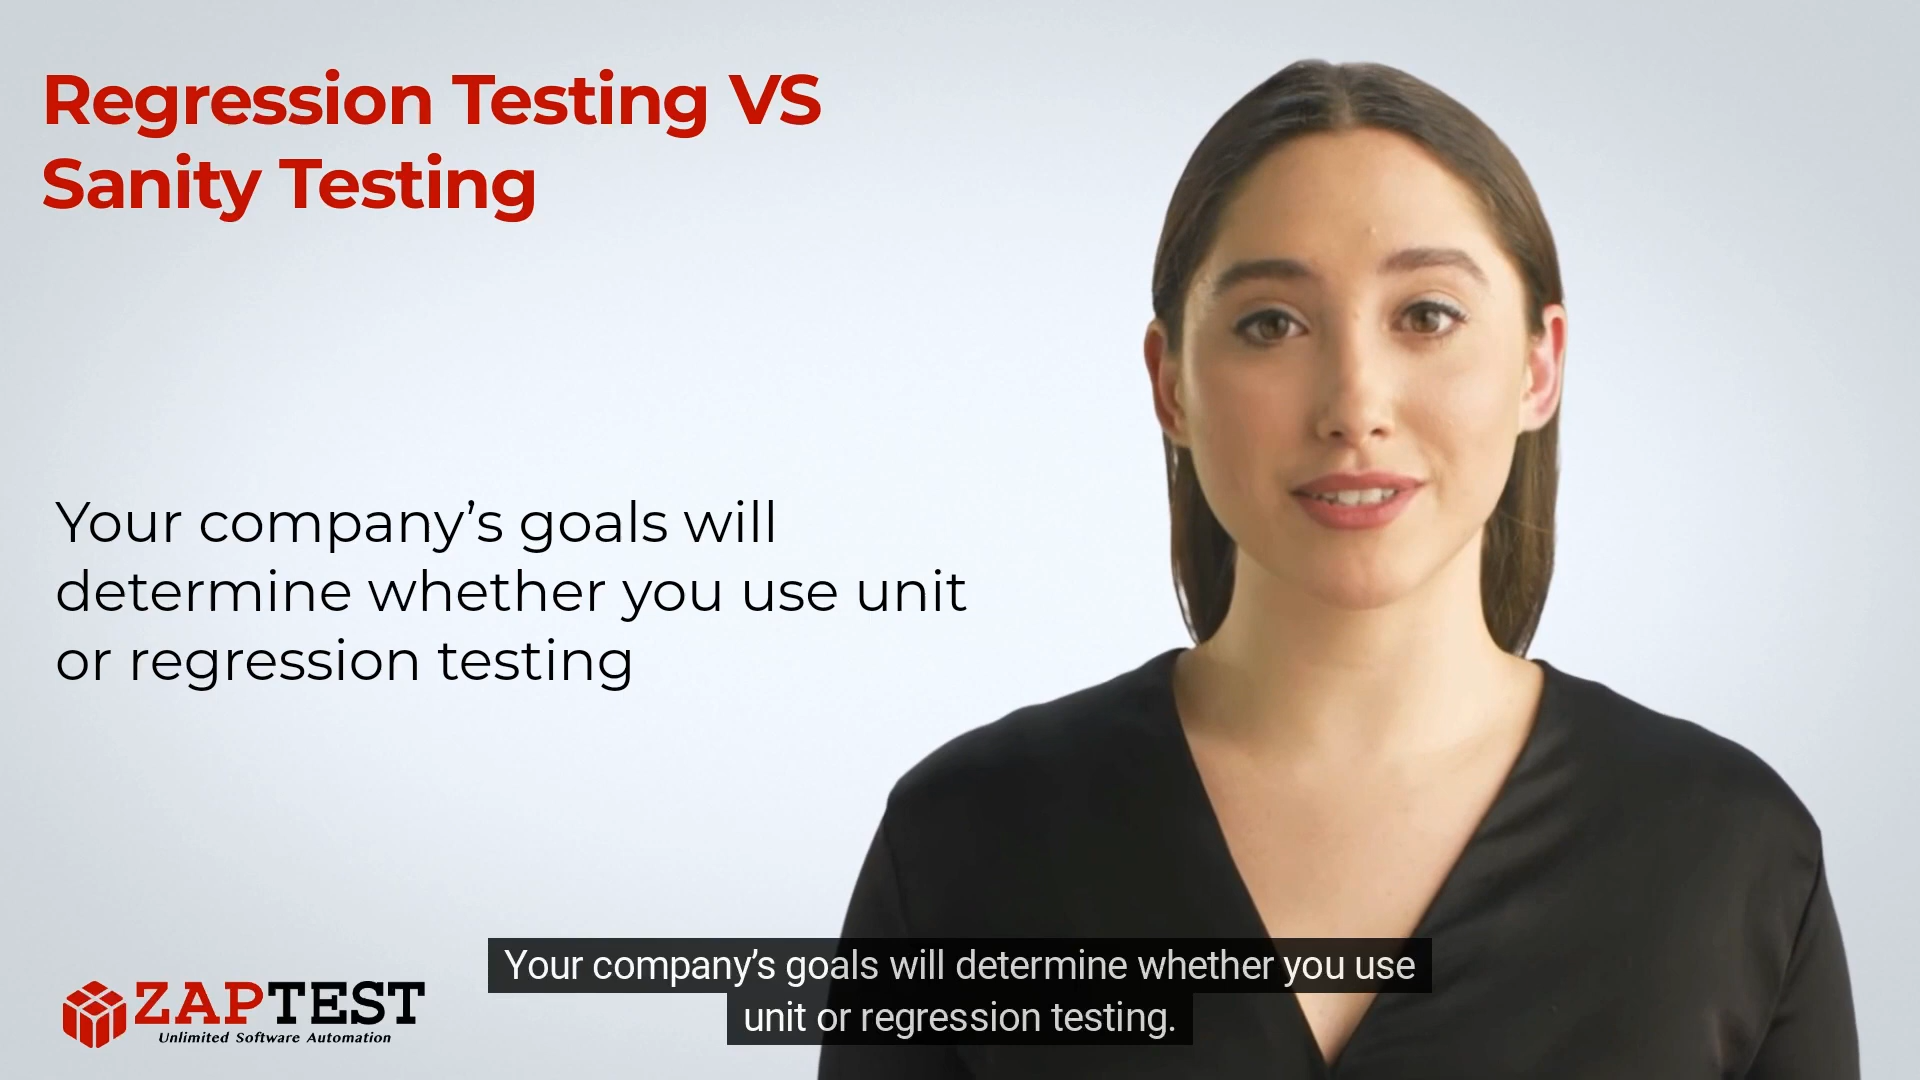 Regression Testing VS
Sanity Testing
Your company’s goals will
determine whether you use unit
or regression testing
ZAPTEST
Unlimited Software Automation
Your company’s goals will determine whether you use
unit or regression testing.